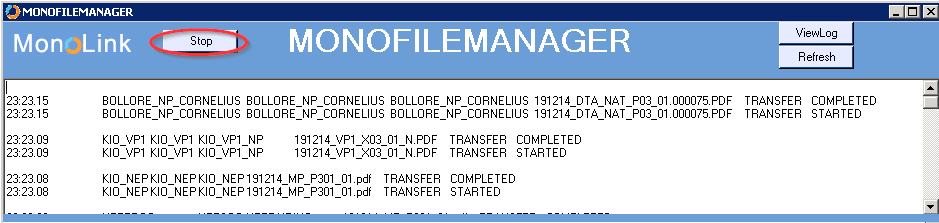 MONOFILEMANAGER
MonoLink Stop MONOFILEMANAGER ViewLog
Refresh
23:23.15 BOLLORE_NP_CORNELIUS BOLLORE_NP_CORNELIUS BOLLORE_NP_CORNELIUS 191214_DTA_NAT_P03_01.000075.PDF TRANSFER COMPLETED
23:23.15 BOLLORE_NP_CORNELIUS BOLLORE_NP_CORNELIUS BOLLORE_NP_CORNELIUS 191214_DTA_NAT_P03_01.000075.PDF TRANSFER STARTED
23:23.09 KIO_VP1 KIO_VP1 KIO_VP1_NP 191214_VP1_X03_01_N.PDF TRANSFER COMPLETED
23:23.09 KIO_VP1 KIO_VP1 KIO_VP1_NP 191214_VP1_X03_01_N.PDF TRANSFER STARTED
23:23.08 KIO_NEP KIO_NEP KIO_NEP 191214_MP_P301_01.pdf TRANSFER COMPLETED
23:23.08 KIO_NEP KIO_NEP KIO_NEP 191214_MP_P301_01.pdf TRANSFER STARTED